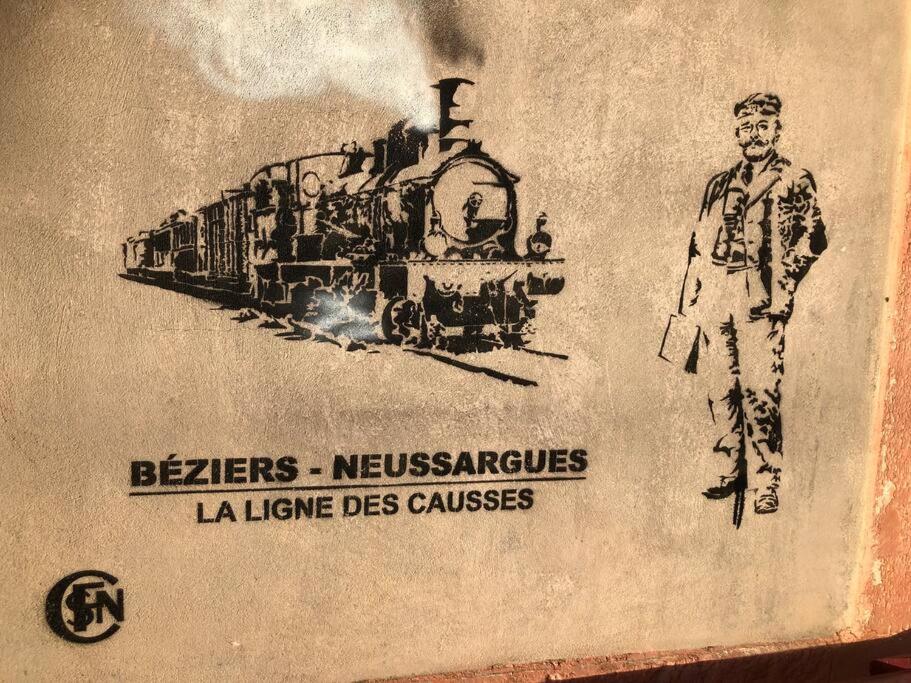 BÉZIERS - NEUSSARGUES
LA LIGNE DES CAUSSES
SNCF